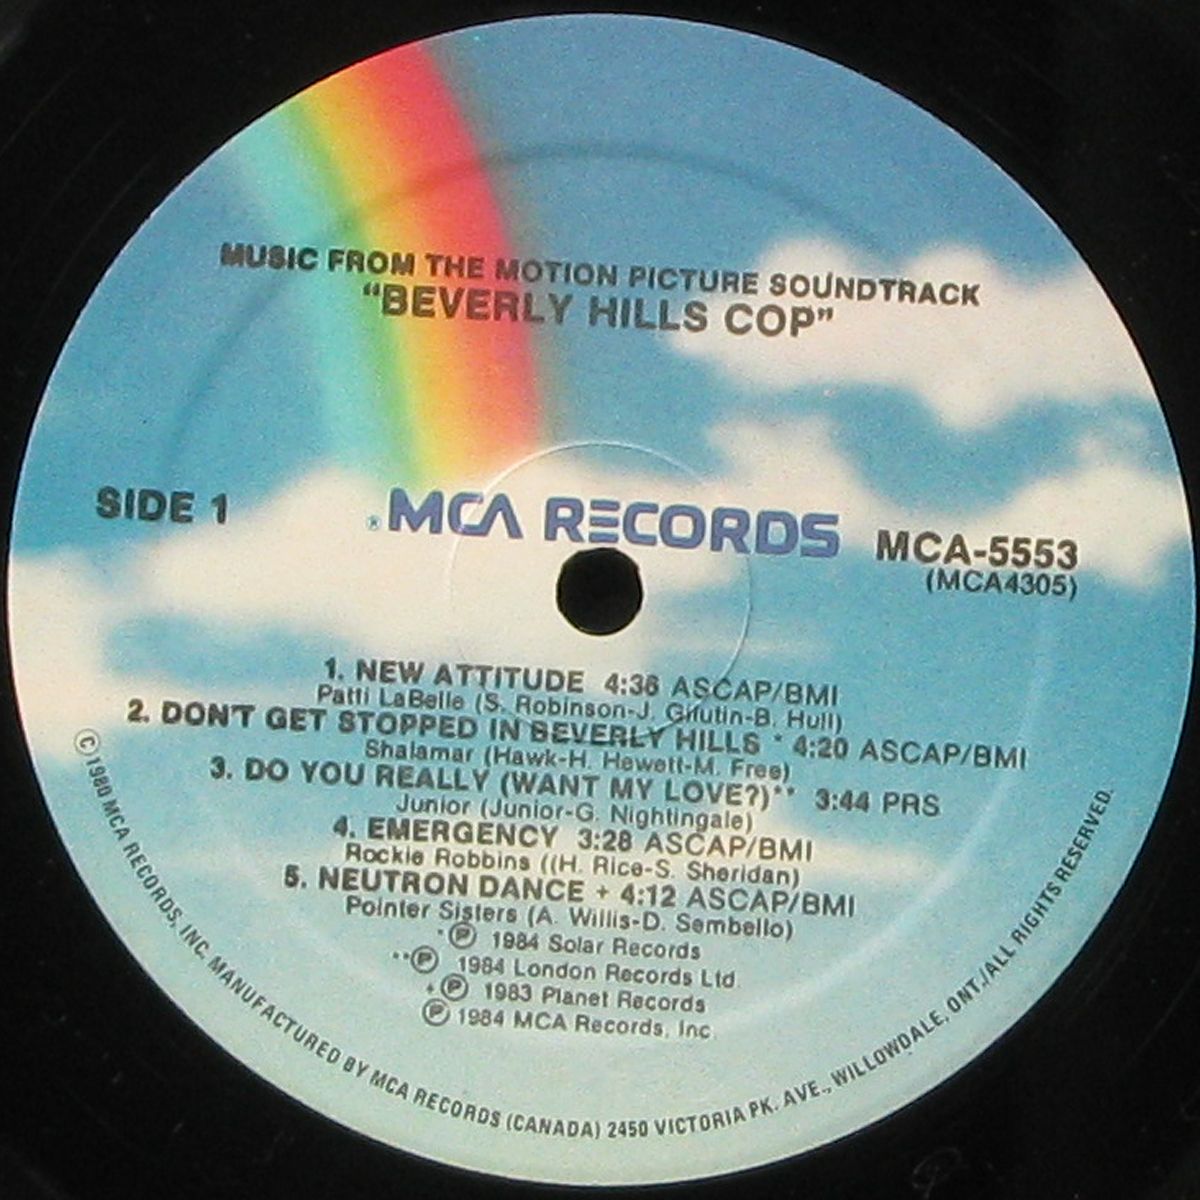 MUSIC FROM THE MOTION PICTURE SOUNDTRACK
"BEVERLY HILLS COP"
SIDE 1
® MCA RECORDS
MCA-5553
(MCA4305)
1. NEW ATTITUDE 4:36 ASCAP/BMI
Patti LaBelle (S. Robinson-J. Gilutin-B. Hull)
2. DON'T GET STOPPED IN BEVERLY HILLS * 4:20 ASCAP/BMI
Shalamar (Hawk-H. Hewett-M. Free)
3. DO YOU REALLY (WANT MY LOVE?)** 3:44 PRS
Junior (Junior-G. Nightingale)
4. EMERGENCY 3:28 ASCAP/BMI
Rockie Robbins ((H. Rice-S. Sheridan)
5. NEUTRON DANCE + 4:12 ASCAP/BMI
Pointer Sisters (A. Willis-D. Sembello)
*℗ 1984 Solar Records
**℗ 1984 London Records Ltd.
+℗ 1983 Planet Records
℗ 1984 MCA Records, Inc.
©1980 MCA RECORDS, INC. MANUFACTURED BY MCA RECORDS (CANADA) 2450 VICTORIA PK. AVE., WILLOWDALE, ONT./ALL RIGHTS RESERVED.